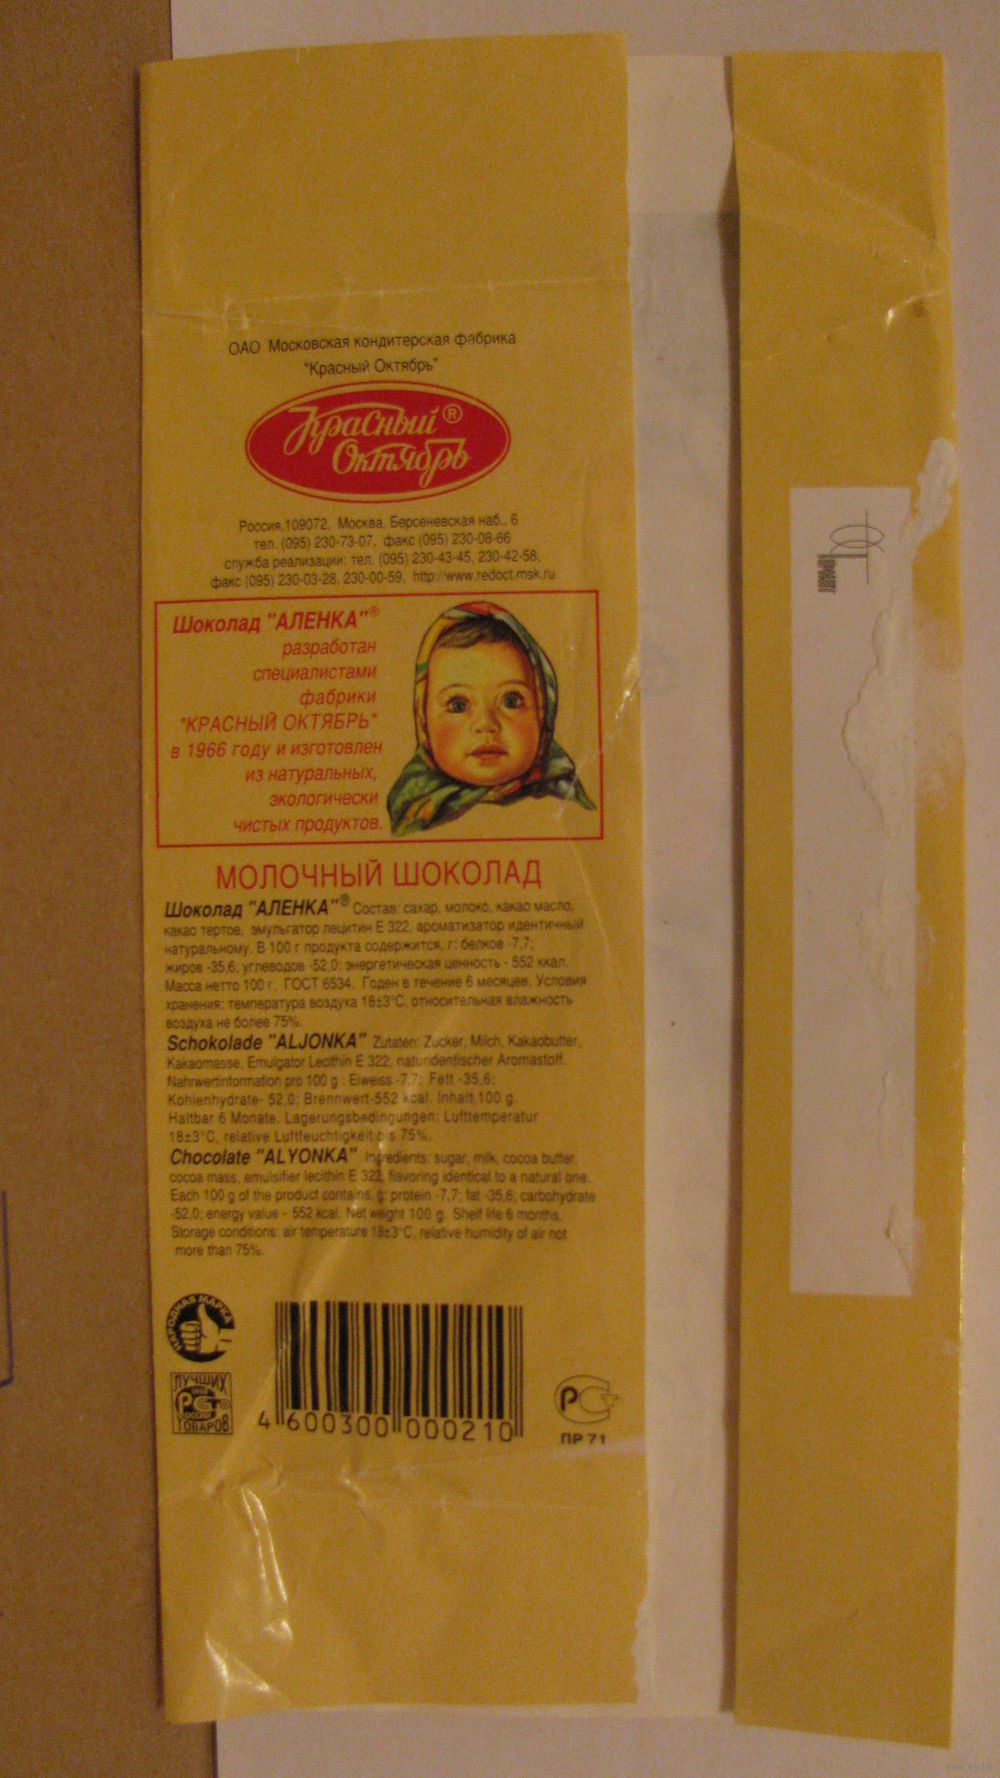 ОАО Московская кондитерская фабрика
"Красный Октябрь"
Красный ®
Октябрь
Россия,109072, Москва, Берсеневская наб., 6
тел. (095) 230-73-07, факс (095) 230-08-66
служба реализации: тел. (095) 230-43-45, 230-42-58,
факс (095) 230-03-28, 230-00-59, http://www.redoct.msk.ru
Шоколад "АЛЕНКА"®
разработан
специалистами
фабрики
"КРАСНЫЙ ОКТЯБРЬ"
в 1966 году и изготовлен
из натуральных,
экологически
чистых продуктов.
МОЛОЧНЫЙ ШОКОЛАД
Шоколад "АЛЕНКА"® Состав: сахар, молоко, какао масло,
какао тертое, эмульгатор лецитин Е 322, ароматизатор идентичный
натуральному. В 100 г продукта содержится, г: белков -7,7;
жиров -35,6; углеводов -52,0; энергетическая ценность - 552 ккал.
Масса нетто 100 г. ГОСТ 6534. Годен в течение 6 месяцев. Условия
хранения: температура воздуха 18±3°С, относительная влажность
воздуха не более 75%.
Schokolade "ALJONKA" Zutaten: Zucker, Milch, Kakaobutter,
Kakaomasse, Emulgator Lecithin E 322, naturidentischer Aromastoff.
Nahrwertinformation pro 100 g : Eiweiss -7,7; Fett -35,6;
Kohlenhydrate- 52,0; Brennwert-552 kcal. Inhalt 100 g.
Haltbar 6 Monate. Lagerungsbedingungen: Lufttemperatur
18±3°C, relative Luftfeuchtigkeit bis 75%.
Chocolate "ALYONKA" Ingredients: sugar, milk, cocoa butter,
cocoa mass, emulsifier lecithin E 322, flavoring identical to a natural one.
Each 100 g of the product contains, g: protein -7,7; fat -35,6; carbohydrate
-52,0; energy value - 552 kcal. Net weight 100 g. Shelf life 6 months.
Storage conditions: air temperature 18±3°C, relative humidity of air not
more than 75%.
НАРОДНАЯ МАРКА
ЛУЧШИХ
РОССИИ
ТОВАРОВ
4 600300 000210
ПР 71